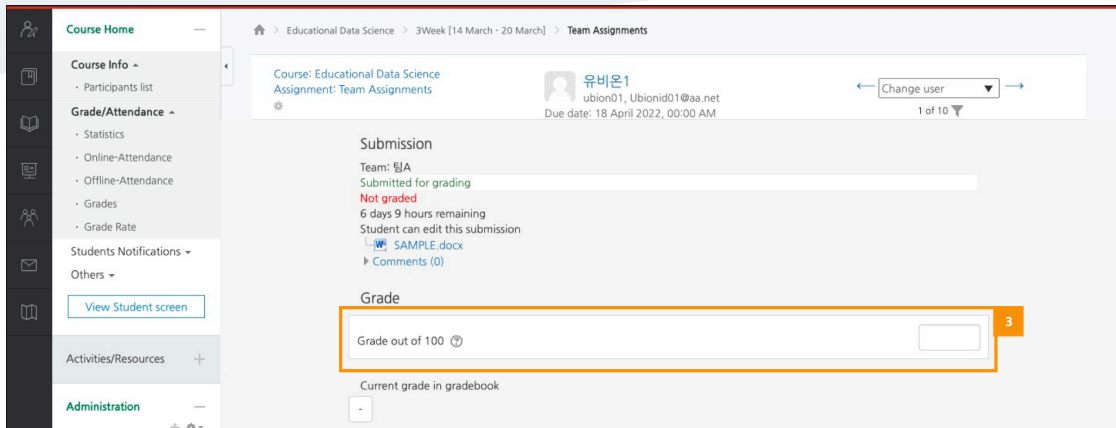 Course Home
Course Info
Participants list
Grade/Attendance
Statistics
Online-Attendance
Offline-Attendance
Grades
Grade Rate
Students Notifications
Others
View Student screen
Activities/Resources
Administration
Educational Data Science > 3Week [14 March - 20 March] > Team Assignments
Course: Educational Data Science
Assignment: Team Assignments
유비온1
ubion01, Ubionid01@aa.net
Due date: 18 April 2022, 00:00 AM
Change user
1 of 10
Submission
Team: 팀A
Submitted for grading
Not graded
6 days 9 hours remaining
Student can edit this submission
SAMPLE.docx
Comments (0)
Grade
3
Grade out of 100
Current grade in gradebook
-